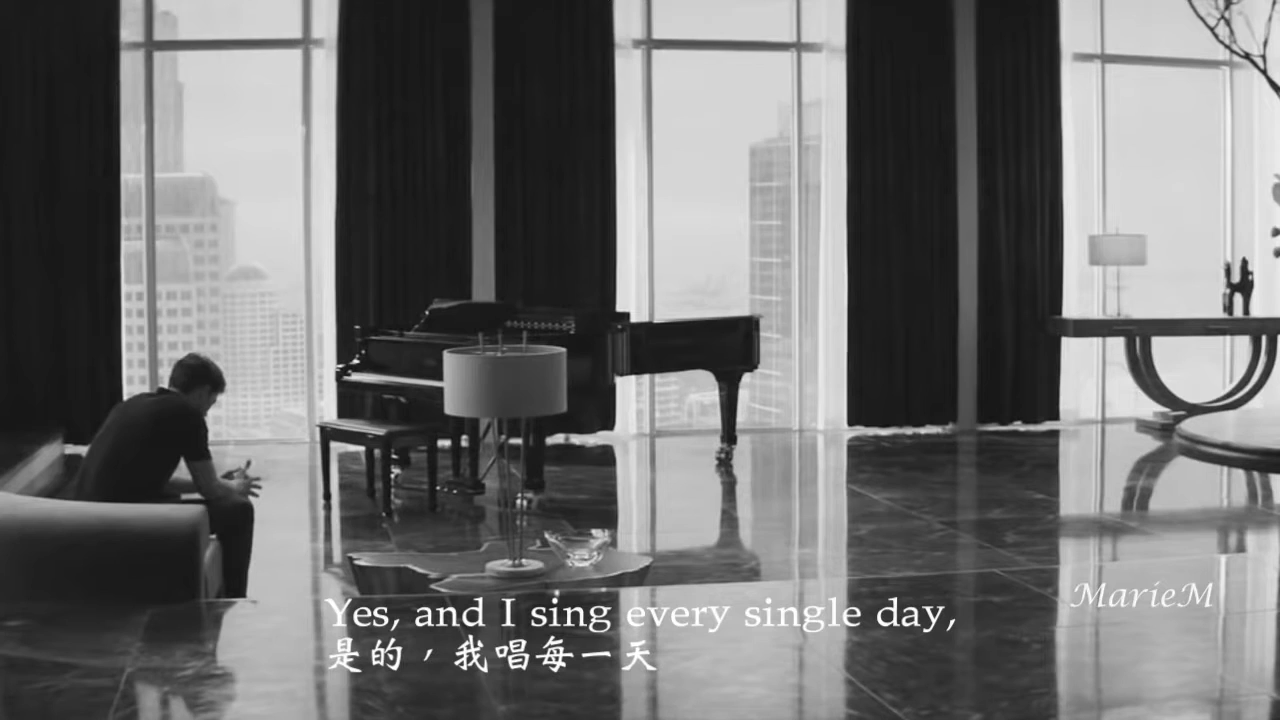 Yes, and I sing every single day,
是的，我唱每一天
MarieM